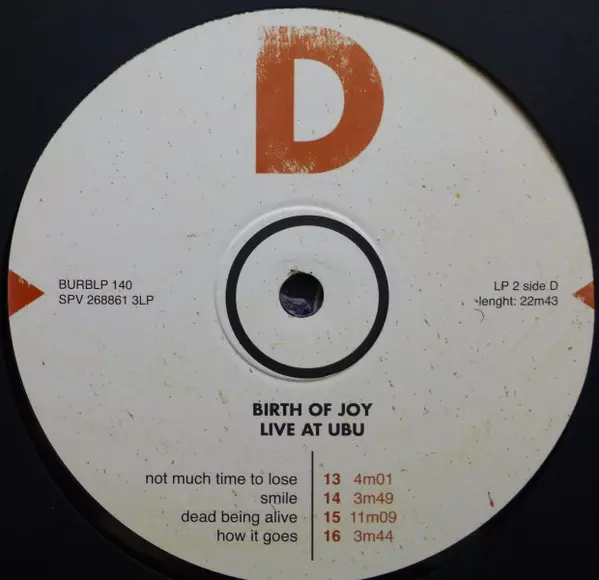 D
BURBLP 140
SPV 268861 3LP
LP 2 side D
lenght: 22m43
BIRTH OF JOY
LIVE AT UBU
not much time to lose 13 4m01
smile 14 3m49
dead being alive 15 11m09
how it goes 16 3m44